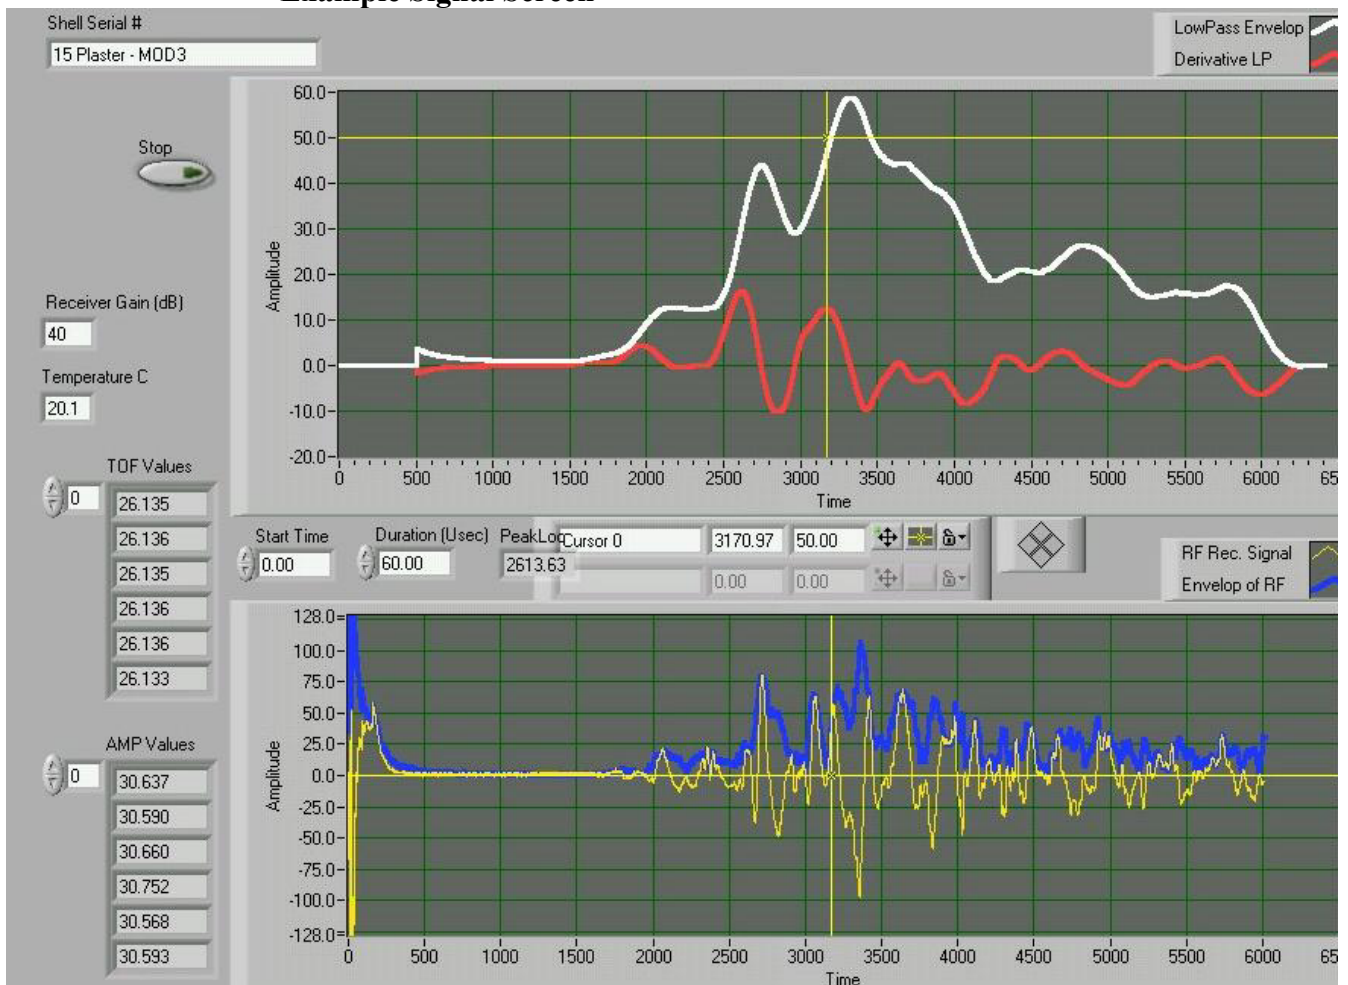 Example Signal Screen
Shell Serial #
15 Plaster - MOD3
LowPass Envelop
Derivative LP
Stop
Receiver Gain (dB)
40
Temperature C
20.1
TOF Values
0
26.135
26.136
26.135
26.136
26.136
26.133
AMP Values
0
30.637
30.590
30.660
30.752
30.568
30.593
Amplitude
60.0
50.0
40.0
30.0
20.0
10.0
0.0
-10.0
-20.0
0 500 1000 1500 2000 2500 3000 3500 4000 4500 5000 5500 6000 65
Time
Start Time
0.00
Duration (Usec)
60.00
PeakLoc
2613.63
Cursor 0 3170.97 50.00
0.00 0.00
RF Rec. Signal
Envelop of RF
Amplitude
128.0
100.0
75.0
50.0
25.0
0.0
-25.0
-50.0
-75.0
-100.0
-128.0
0 500 1000 1500 2000 2500 3000 3500 4000 4500 5000 5500 6000 65
Time